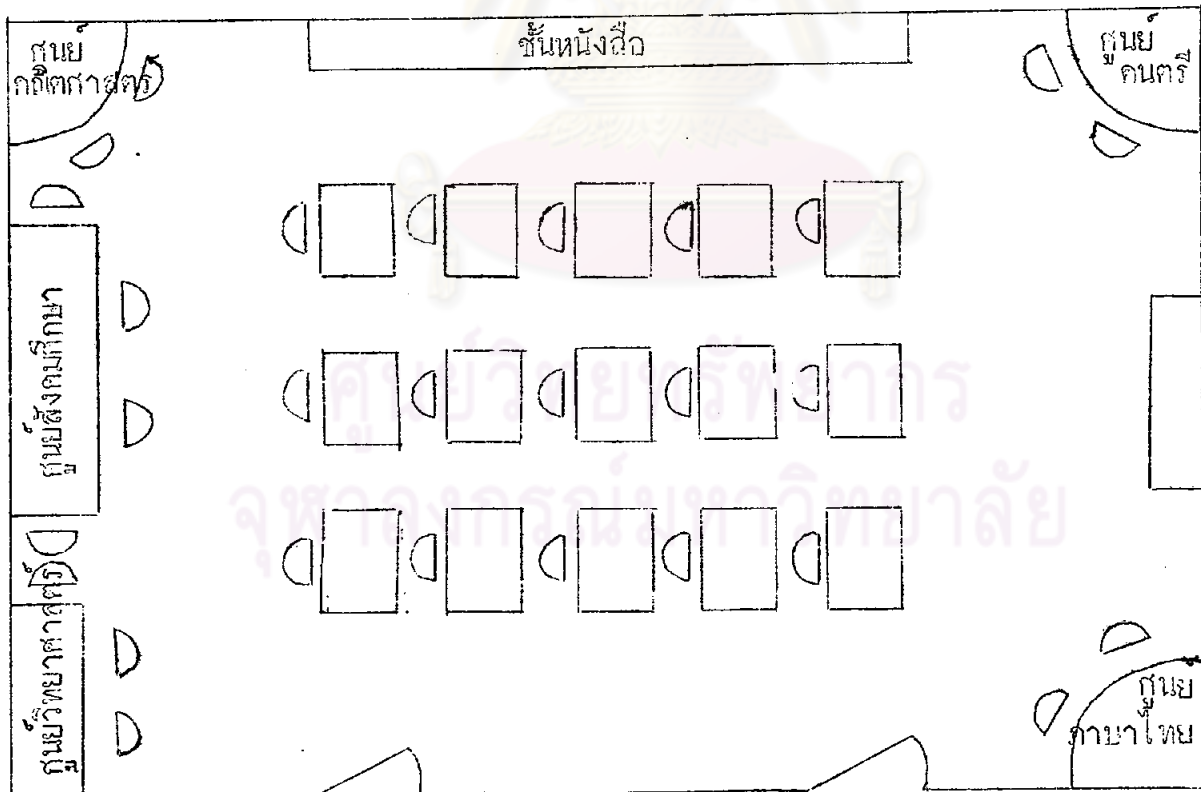 ศูนย์
คณิตศาสตร์
ชั้นหนังสือ
ศูนย์
ดนตรี
ศูนย์สังคมศึกษา
ศูนย์วิทยทรัพยากร
จุฬาลงกรณ์มหาวิทยาลัย
ศูนย์วิทยาศาสตร์
ศูนย์
ภาษาไทย